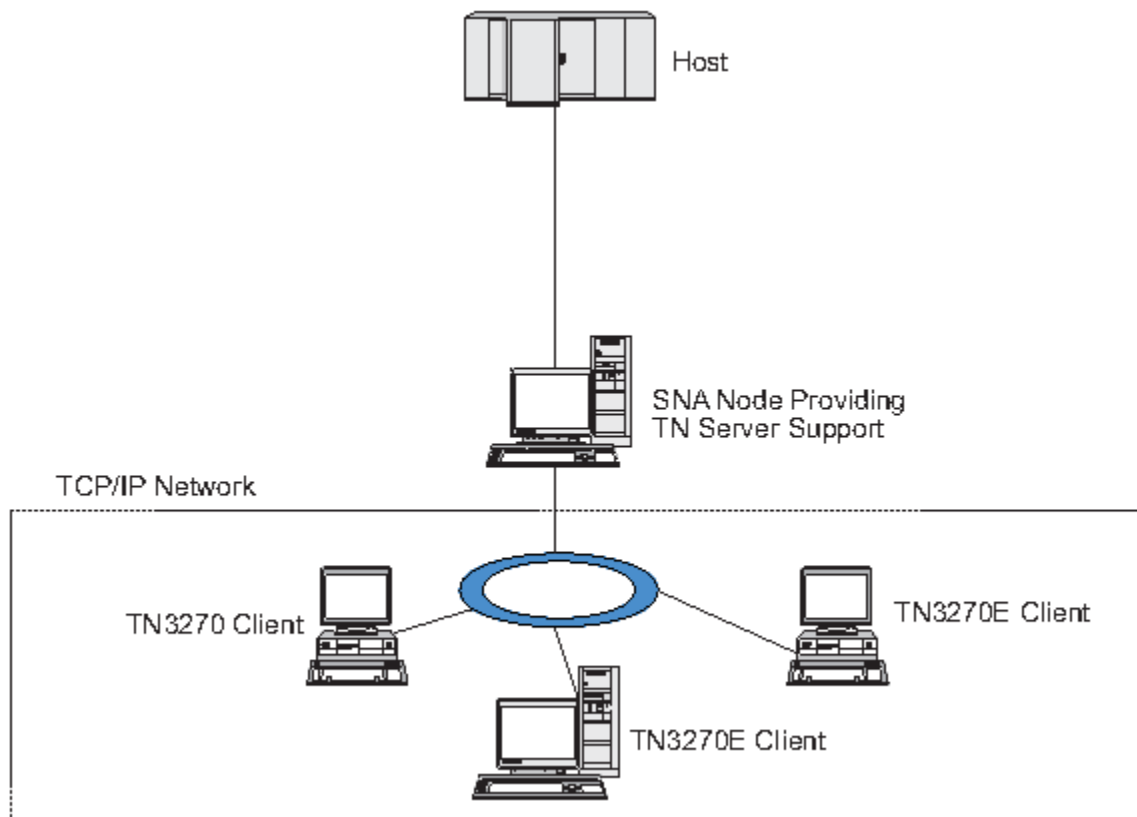 Host
SNA Node Providing
TN Server Support
TCP/IP Network
TN3270 Client
TN3270E Client
TN3270E Client